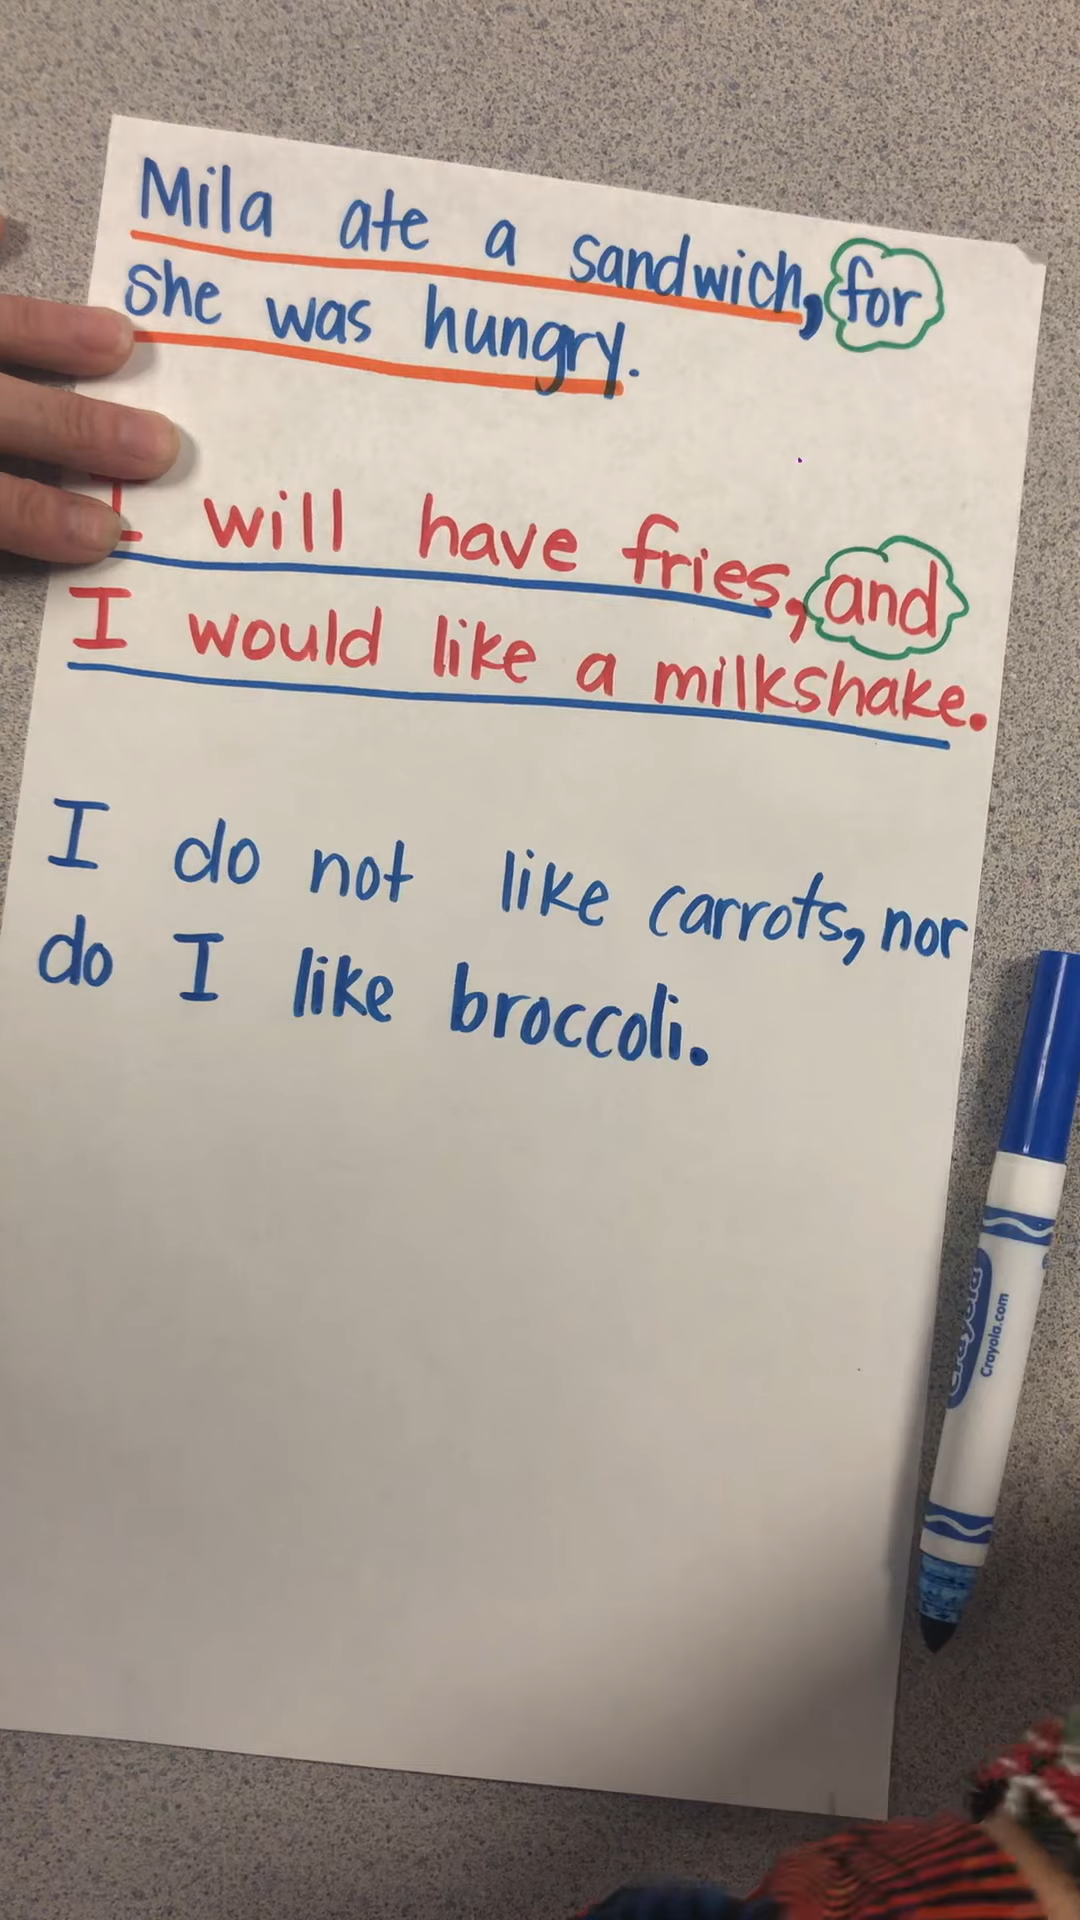 Mila ate a sandwich, for
she was hungry.
I will have fries, and
I would like a milkshake.
I do not like carrots, nor
do I like broccoli.
Crayola
Crayola.com